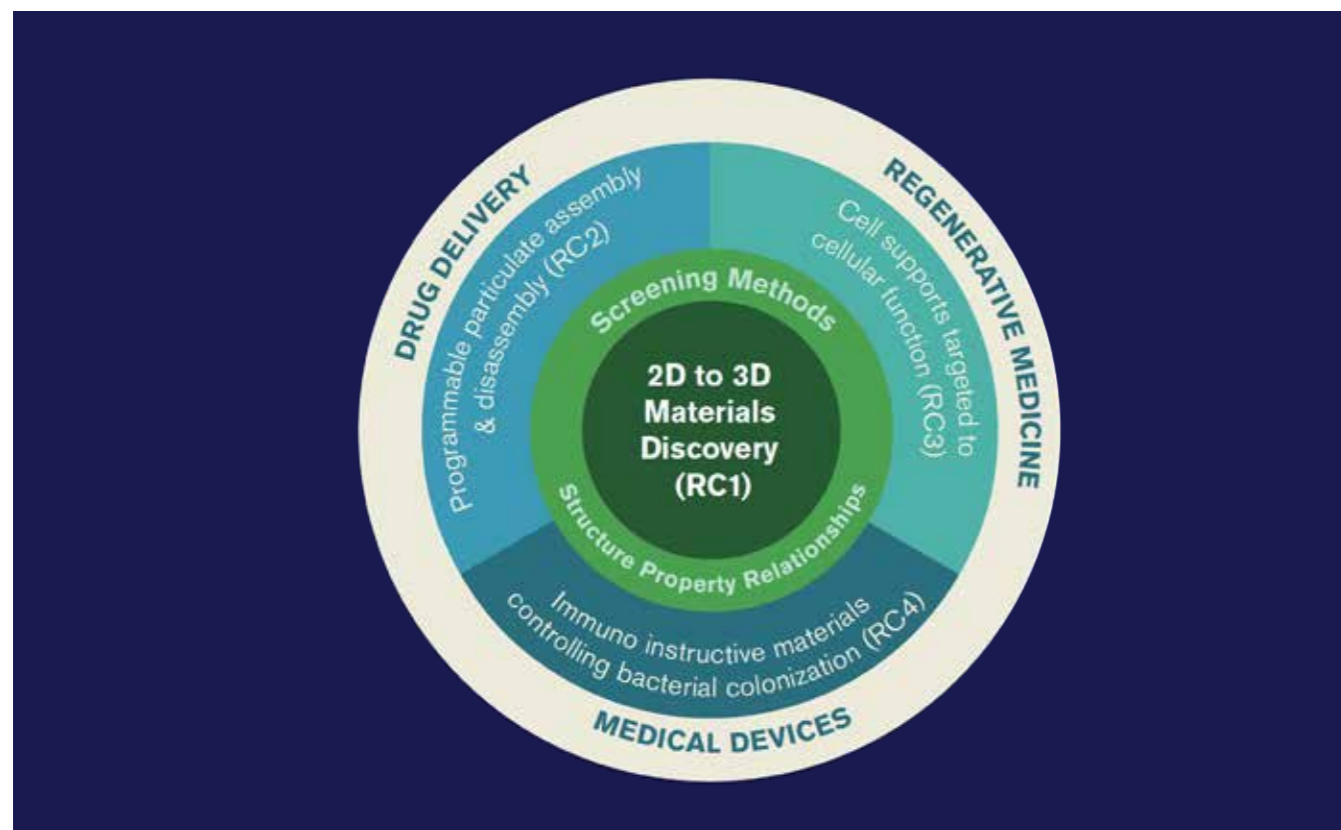 DRUG DELIVERY
REGENERATIVE MEDICINE
MEDICAL DEVICES
Programmable particulate assembly
& disassembly (RC2)
Cell supports targeted to
cellular function (RC3)
Immuno instructive materials
controlling bacterial colonization (RC4)
Screening Methods
Structure Property Relationships
2D to 3D
Materials
Discovery
(RC1)